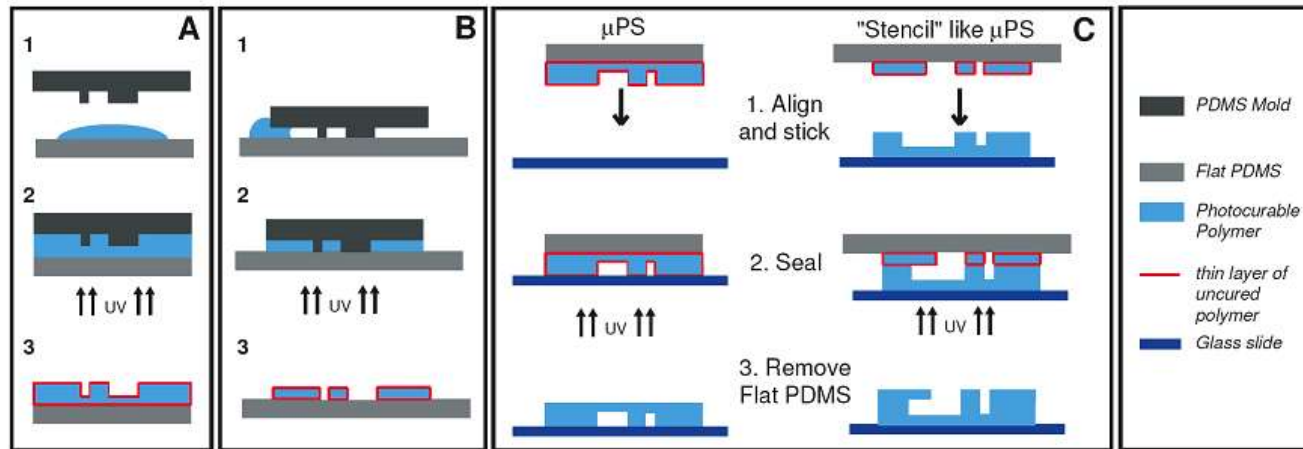 A
1
2
UV
3
B
1
2
UV
3
C
µPS
"Stencil" like µPS
1. Align
and stick
2. Seal
UV
UV
3. Remove
Flat PDMS
PDMS Mold
Flat PDMS
Photocurable
Polymer
thin layer of
uncured
polymer
Glass slide